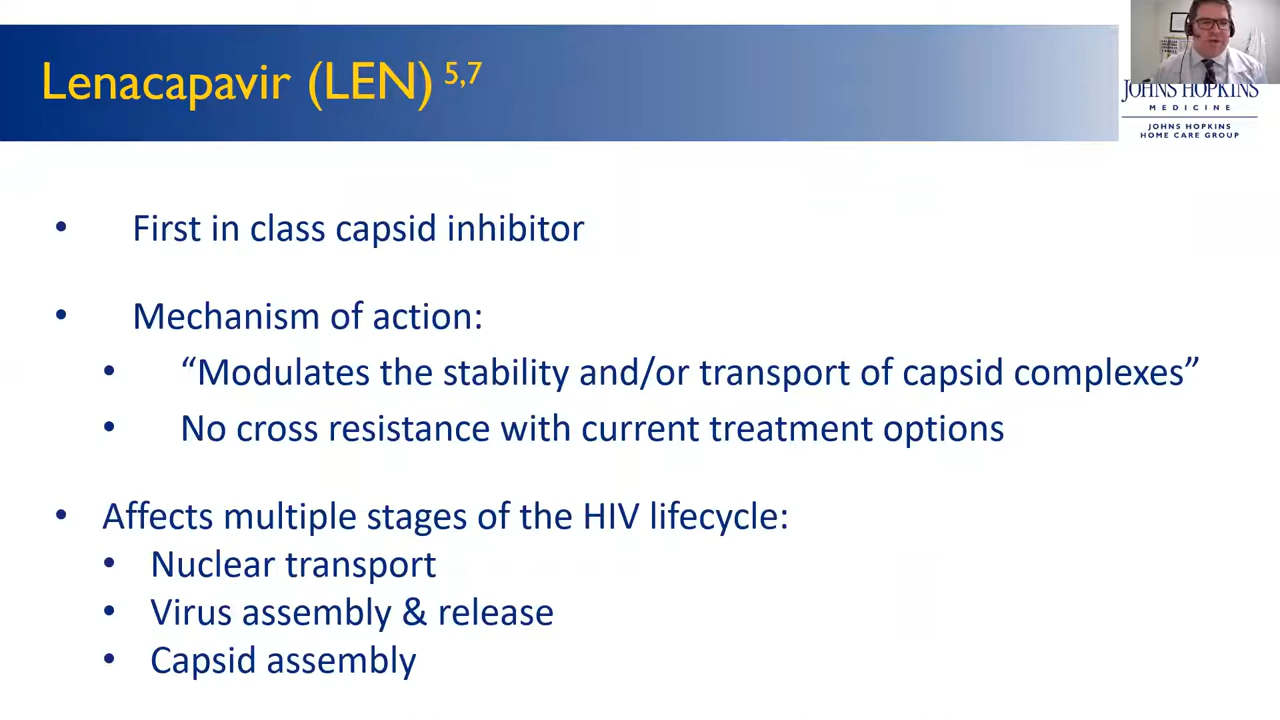 Lenacapavir (LEN) 5,7
JOHNS HOPKINS
MEDICINE
JOHNS HOPKINS
HOME CARE GROUP
• First in class capsid inhibitor
• Mechanism of action:
• “Modulates the stability and/or transport of capsid complexes”
• No cross resistance with current treatment options
• Affects multiple stages of the HIV lifecycle:
• Nuclear transport
• Virus assembly & release
• Capsid assembly